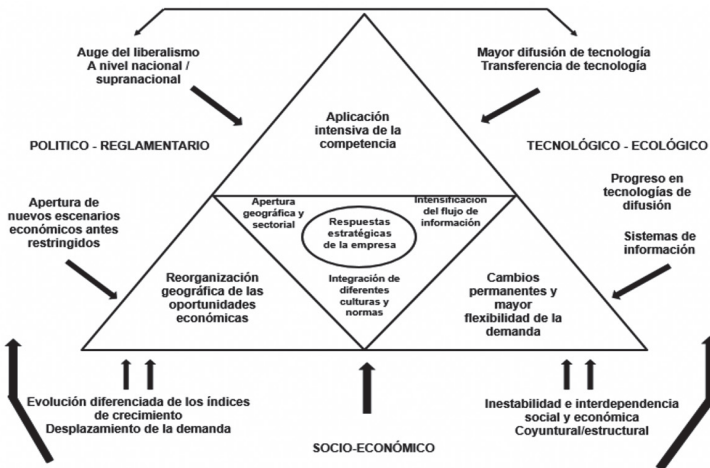 Auge del liberalismo
A nivel nacional /
supranacional
Mayor difusión de tecnología
Transferencia de tecnología
Aplicación
intensiva de la
competencia
POLITICO - REGLAMENTARIO
TECNOLÓGICO - ECOLÓGICO
Apertura de
nuevos escenarios
económicos antes
restringidos
Progreso en
tecnologías de
difusión
Sistemas de
información
Apertura
geográfica y
sectorial
Respuestas
estratégicas
de la empresa
Intensificación
del flujo de
información
Integración de
diferentes
culturas y
normas
Reorganización
geográfica de las
oportunidades
económicas
Cambios
permanentes y
mayor
flexibilidad de la
demanda
Evolución diferenciada de los índices
de crecimiento
Desplazamiento de la demanda
Inestabilidad e interdependencia
social y económica
Coyuntural/estructural
SOCIO-ECONÓMICO